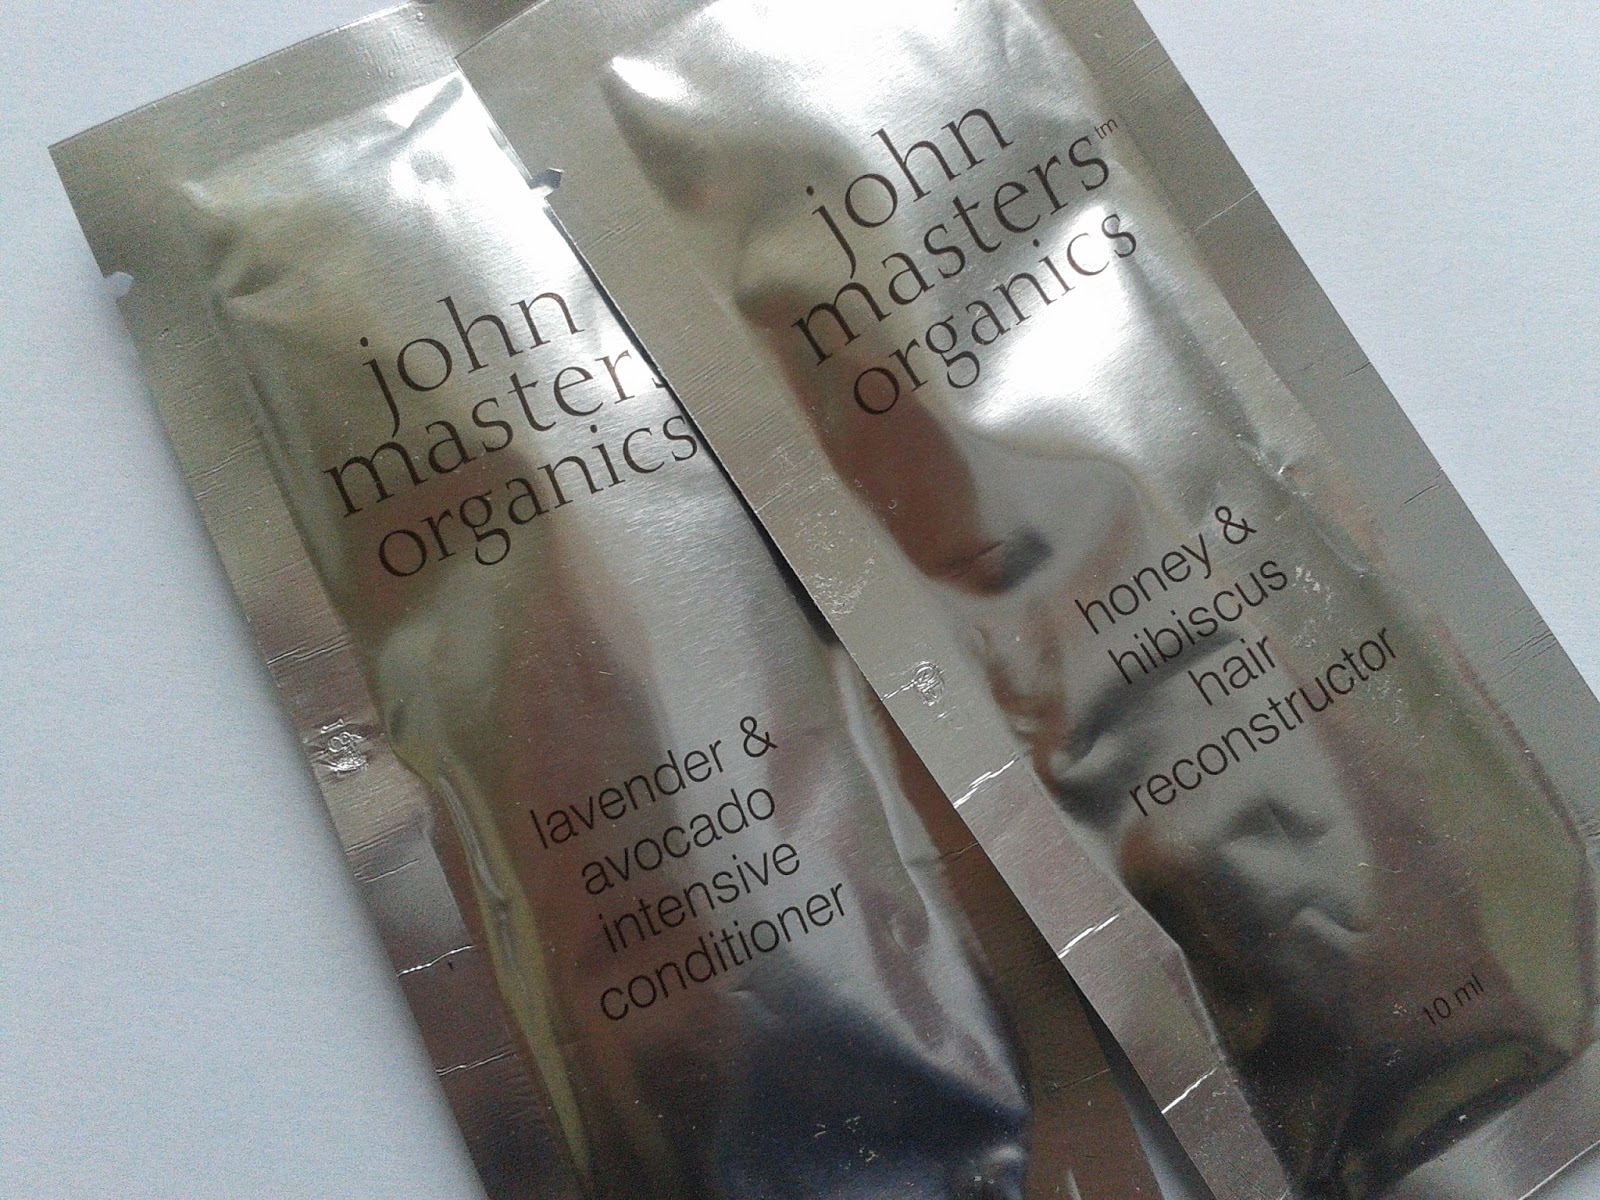 john
masters
organics
lavender &
avocado
intensive
conditioner
john
masters™
organics
honey &
hibiscus
hair
reconstructor
10 ml